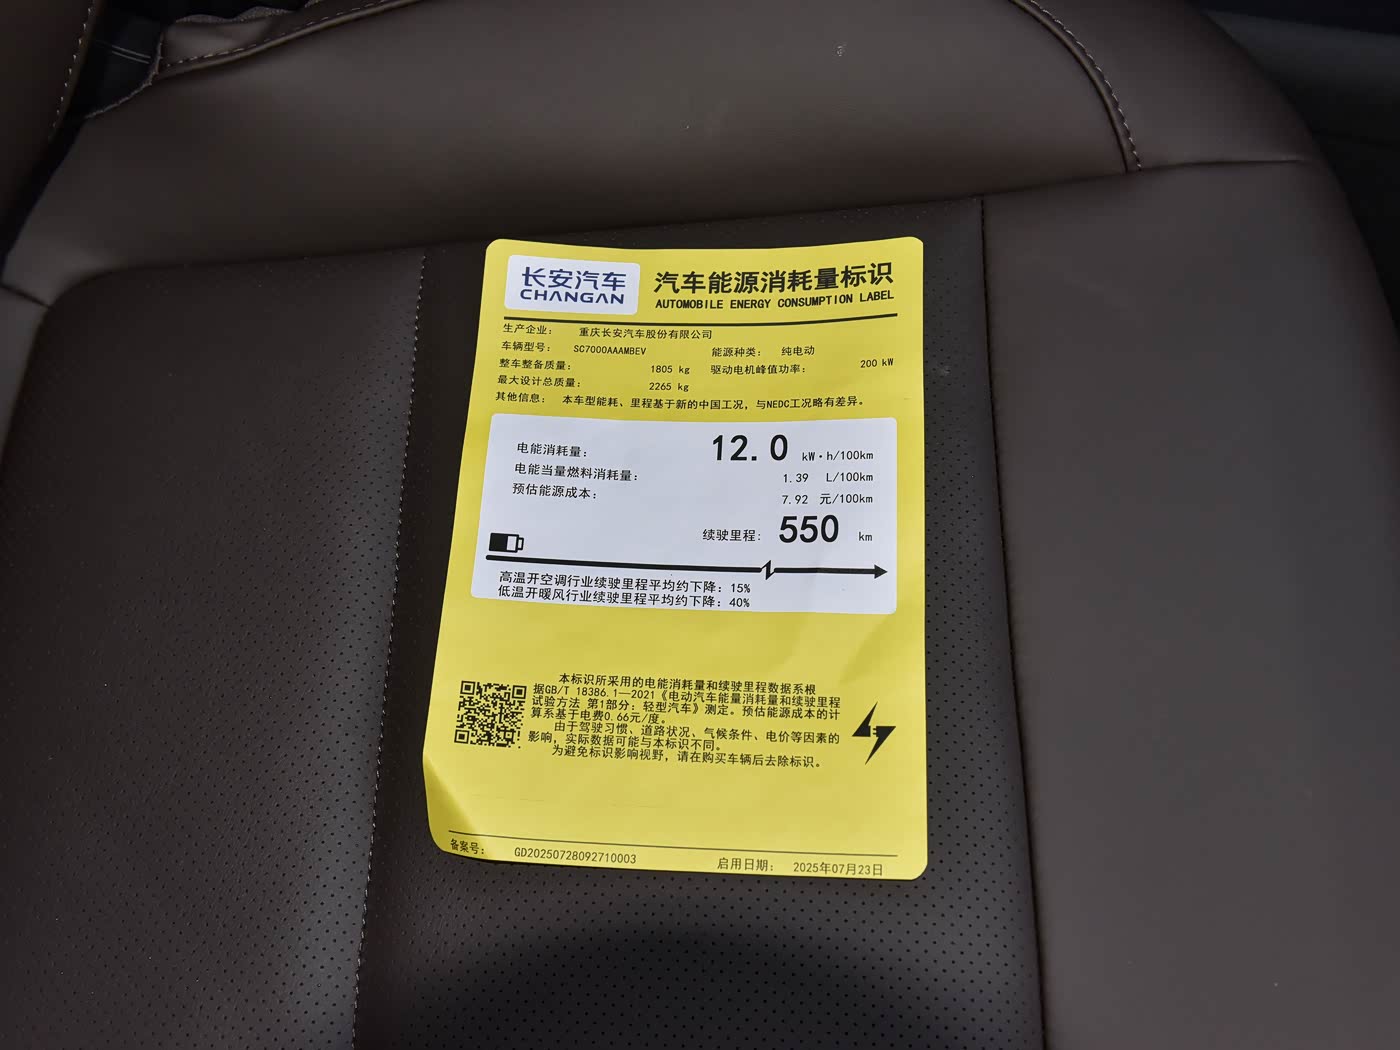 长安汽车
CHANGAN
汽车能源消耗量标识
AUTOMOBILE ENERGY CONSUMPTION LABEL
生产企业： 重庆长安汽车股份有限公司
车辆型号： SC7000AAAMBEV 能源种类： 纯电动
整车整备质量： 1805 kg 驱动电机峰值功率： 200 kW
最大设计总质量： 2265 kg
其他信息： 本车型能耗、里程基于新的中国工况，与NEDC工况略有差异。
电能消耗量： 12.0 kW·h/100km
电能当量燃料消耗量： 1.39 L/100km
预估能源成本： 7.92 元/100km
续驶里程： 550 km
高温开空调行业续驶里程平均约下降：15%
低温开暖风行业续驶里程平均约下降：40%
本标识所采用的电能消耗量和续驶里程数据系根
据GB/T 18386.1—2021《电动汽车能量消耗量和续驶里程
试验方法 第1部分：轻型汽车》测定。预估能源成本的计
算系基于电费0.66元/度。
由于驾驶习惯、道路状况、气候条件、电价等因素的
影响，实际数据可能与本标识不同。
为避免标识影响视野，请在购买车辆后去除标识。
备案号： GD20250728092710003 启用日期： 2025年07月23日